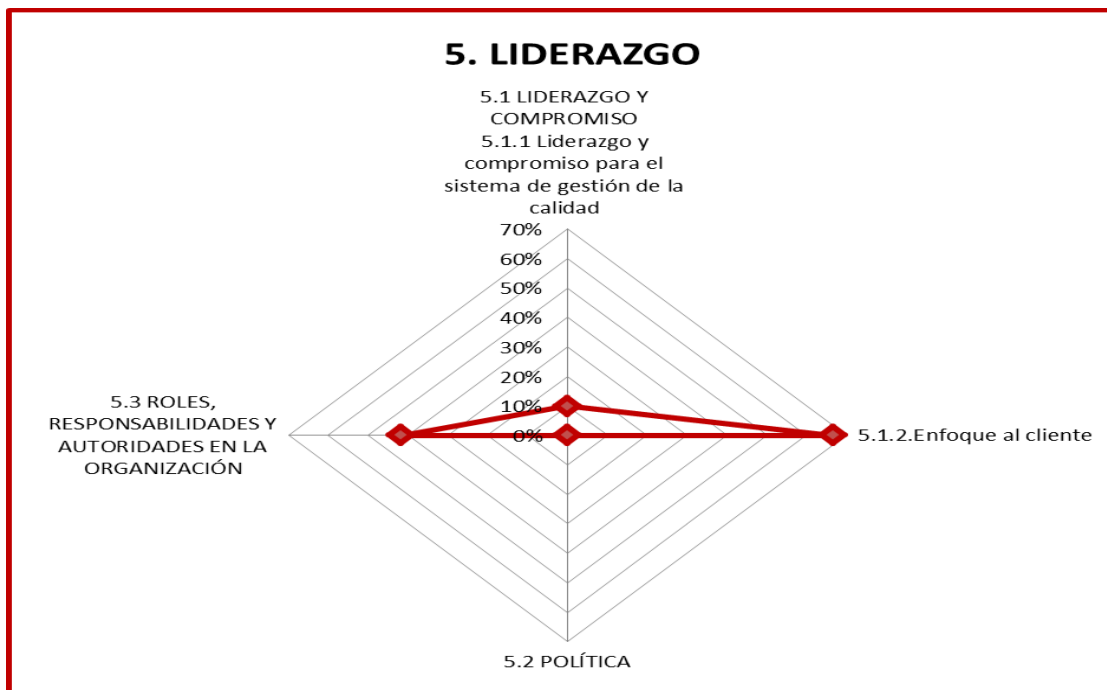 5. LIDERAZGO
5.1 LIDERAZGO Y
COMPROMISO
5.1.1 Liderazgo y
compromiso para el
sistema de gestión de la
calidad
70%
60%
50%
40%
30%
20%
10%
0%
5.1.2.Enfoque al cliente
5.3 ROLES,
RESPONSABILIDADES Y
AUTORIDADES EN LA
ORGANIZACIÓN
5.2 POLÍTICA